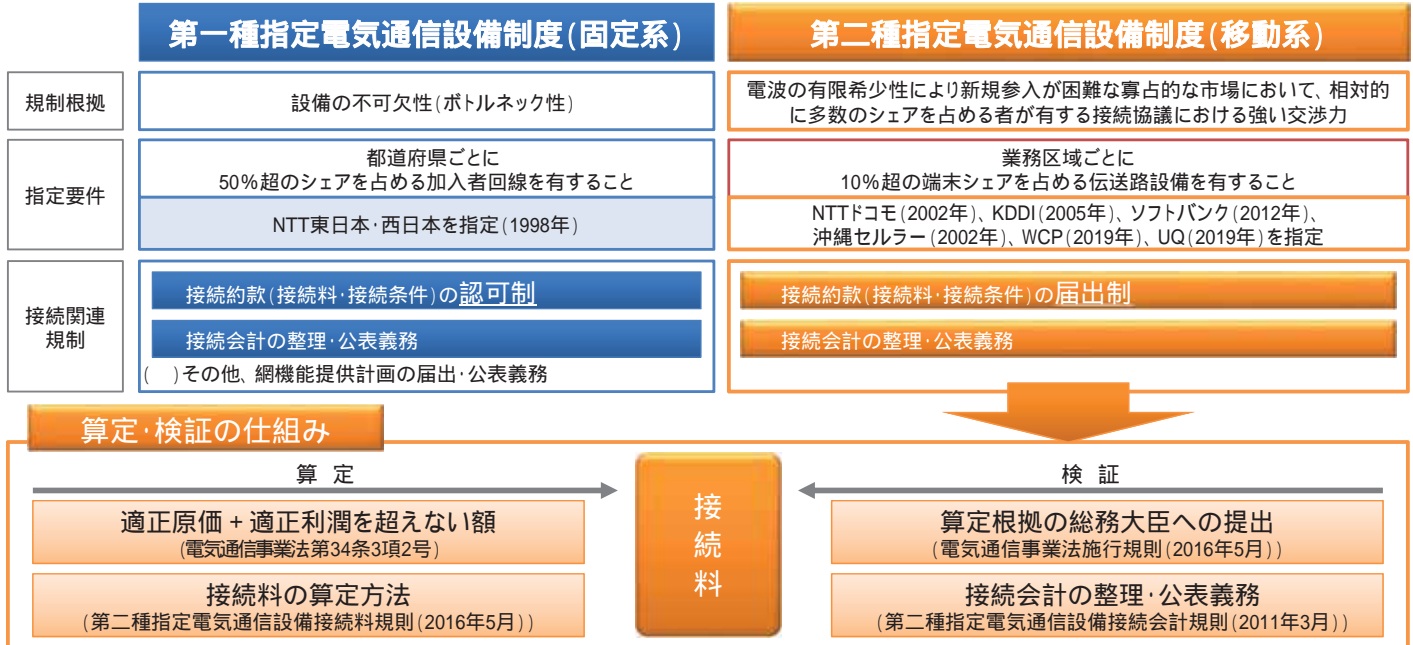 第一種指定電気通信設備制度(固定系)
第二種指定電気通信設備制度(移動系)
規制根拠
設備の不可欠性(ボトルネック性)
電波の有限希少性により新規参入が困難な寡占的な市場において、相対的
に多数のシェアを占める者が有する接続協議における強い交渉力
指定要件
都道府県ごとに
50%超のシェアを占める加入者回線を有すること
NTT東日本・西日本を指定(1998年)
業務区域ごとに
10%超の端末シェアを占める伝送路設備を有すること
NTTドコモ(2002年)、KDDI(2005年)、ソフトバンク(2012年)、
沖縄セルラー(2002年)、WCP(2019年)、UQ(2019年)を指定
接続関連
規制
接続約款(接続料・接続条件)の認可制
接続会計の整理・公表義務
( )その他、網機能提供計画の届出・公表義務
接続約款(接続料・接続条件)の届出制
接続会計の整理・公表義務
算定・検証の仕組み
算 定
適正原価 + 適正利潤を超えない額
(電気通信事業法第34条3項2号)
接続料の算定方法
(第二種指定電気通信設備接続料規則(2016年5月))
接続料
検 証
算定根拠の総務大臣への提出
(電気通信事業法施行規則(2016年5月))
接続会計の整理・公表義務
(第二種指定電気通信設備接続会計規則(2011年3月))